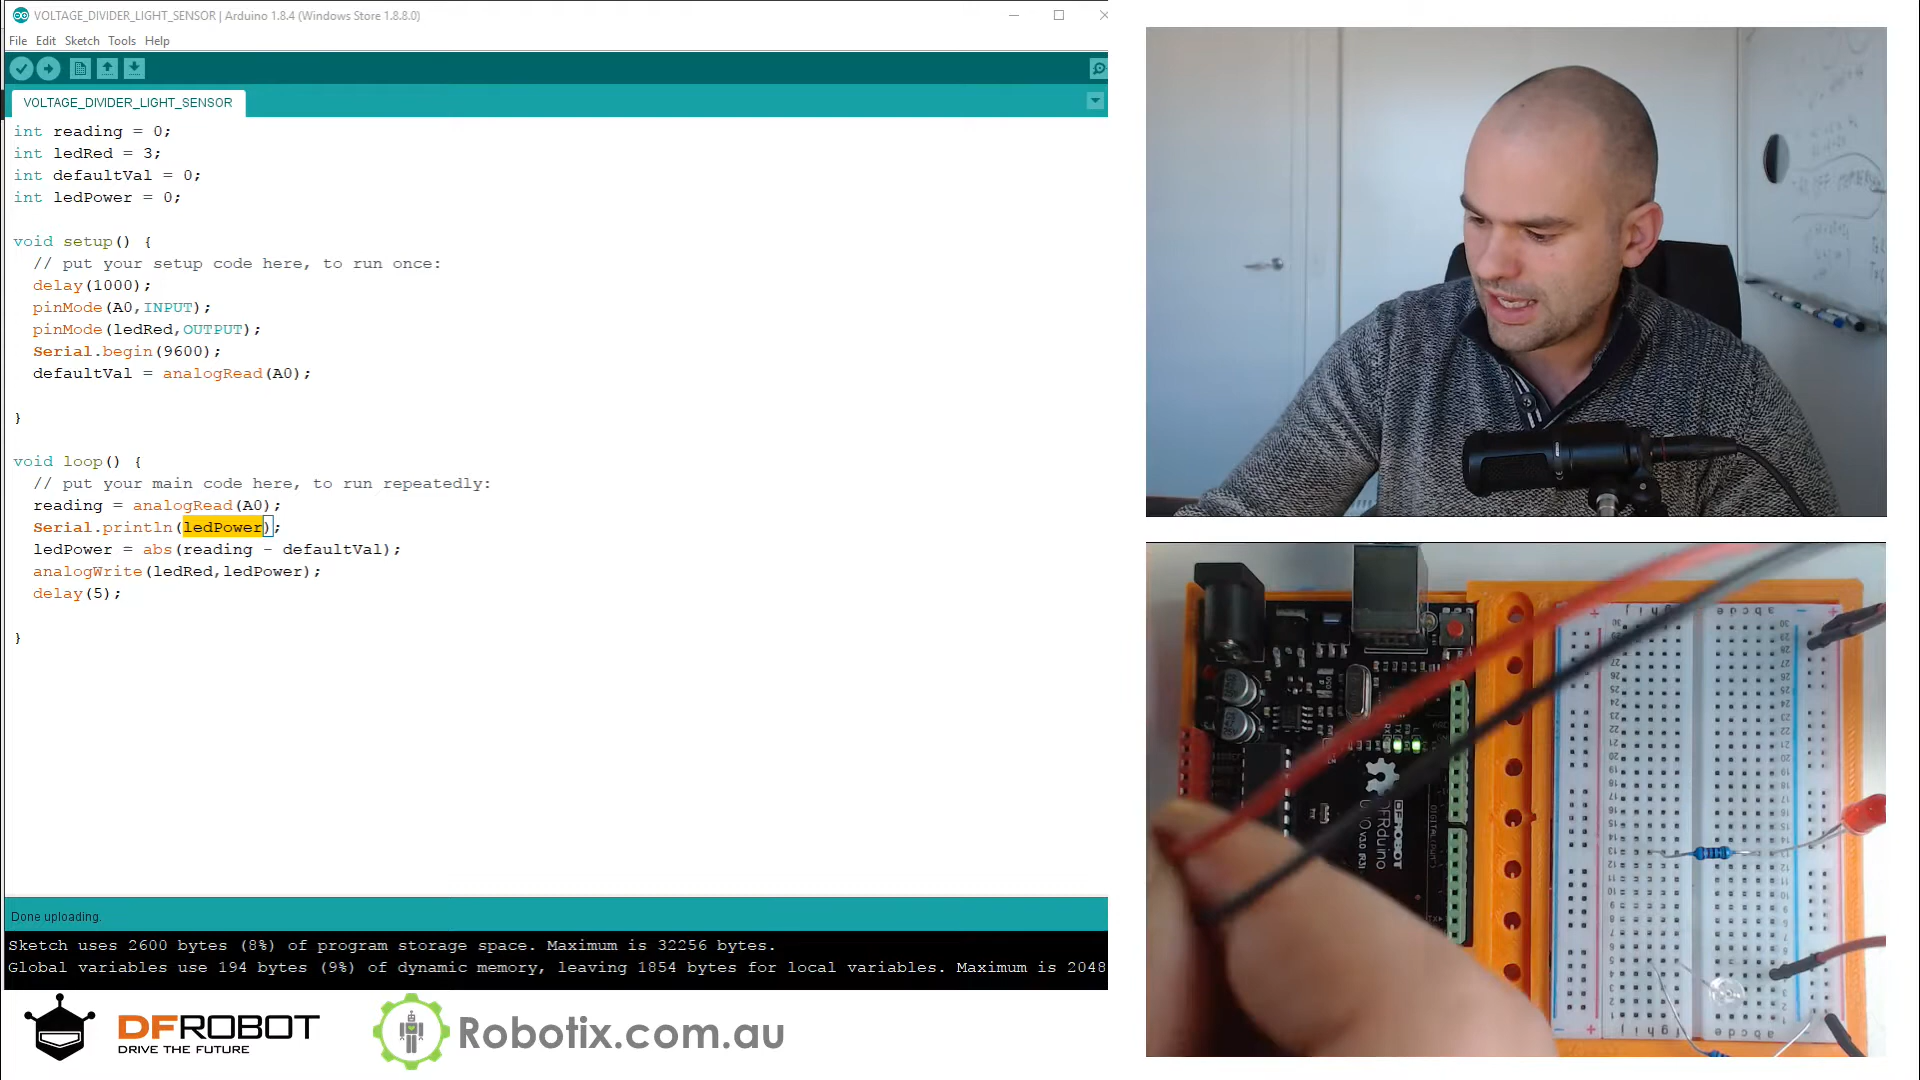 VOLTAGE_DIVIDER_LIGHT_SENSOR | Arduino 1.8.4 (Windows Store 1.8.8.0)
File Edit Sketch Tools Help
VOLTAGE_DIVIDER_LIGHT_SENSOR
int reading = 0;
int ledRed = 3;
int defaultVal = 0;
int ledPower = 0;
void setup() {
// put your setup code here, to run once:
delay(1000);
pinMode(A0,INPUT);
pinMode(ledRed,OUTPUT);
Serial.begin(9600);
defaultVal = analogRead(A0);
}
void loop() {
// put your main code here, to run repeatedly:
reading = analogRead(A0);
Serial.println(ledPower);
ledPower = abs(reading - defaultVal);
analogWrite(ledRed,ledPower);
delay(5);
}
Done uploading.
Sketch uses 2600 bytes (8%) of program storage space. Maximum is 32256 bytes.
Global variables use 194 bytes (9%) of dynamic memory, leaving 1854 bytes for local variables. Maximum is 2048
DFROBOT
DRIVE THE FUTURE
Robotix.com.au
DFROBOT